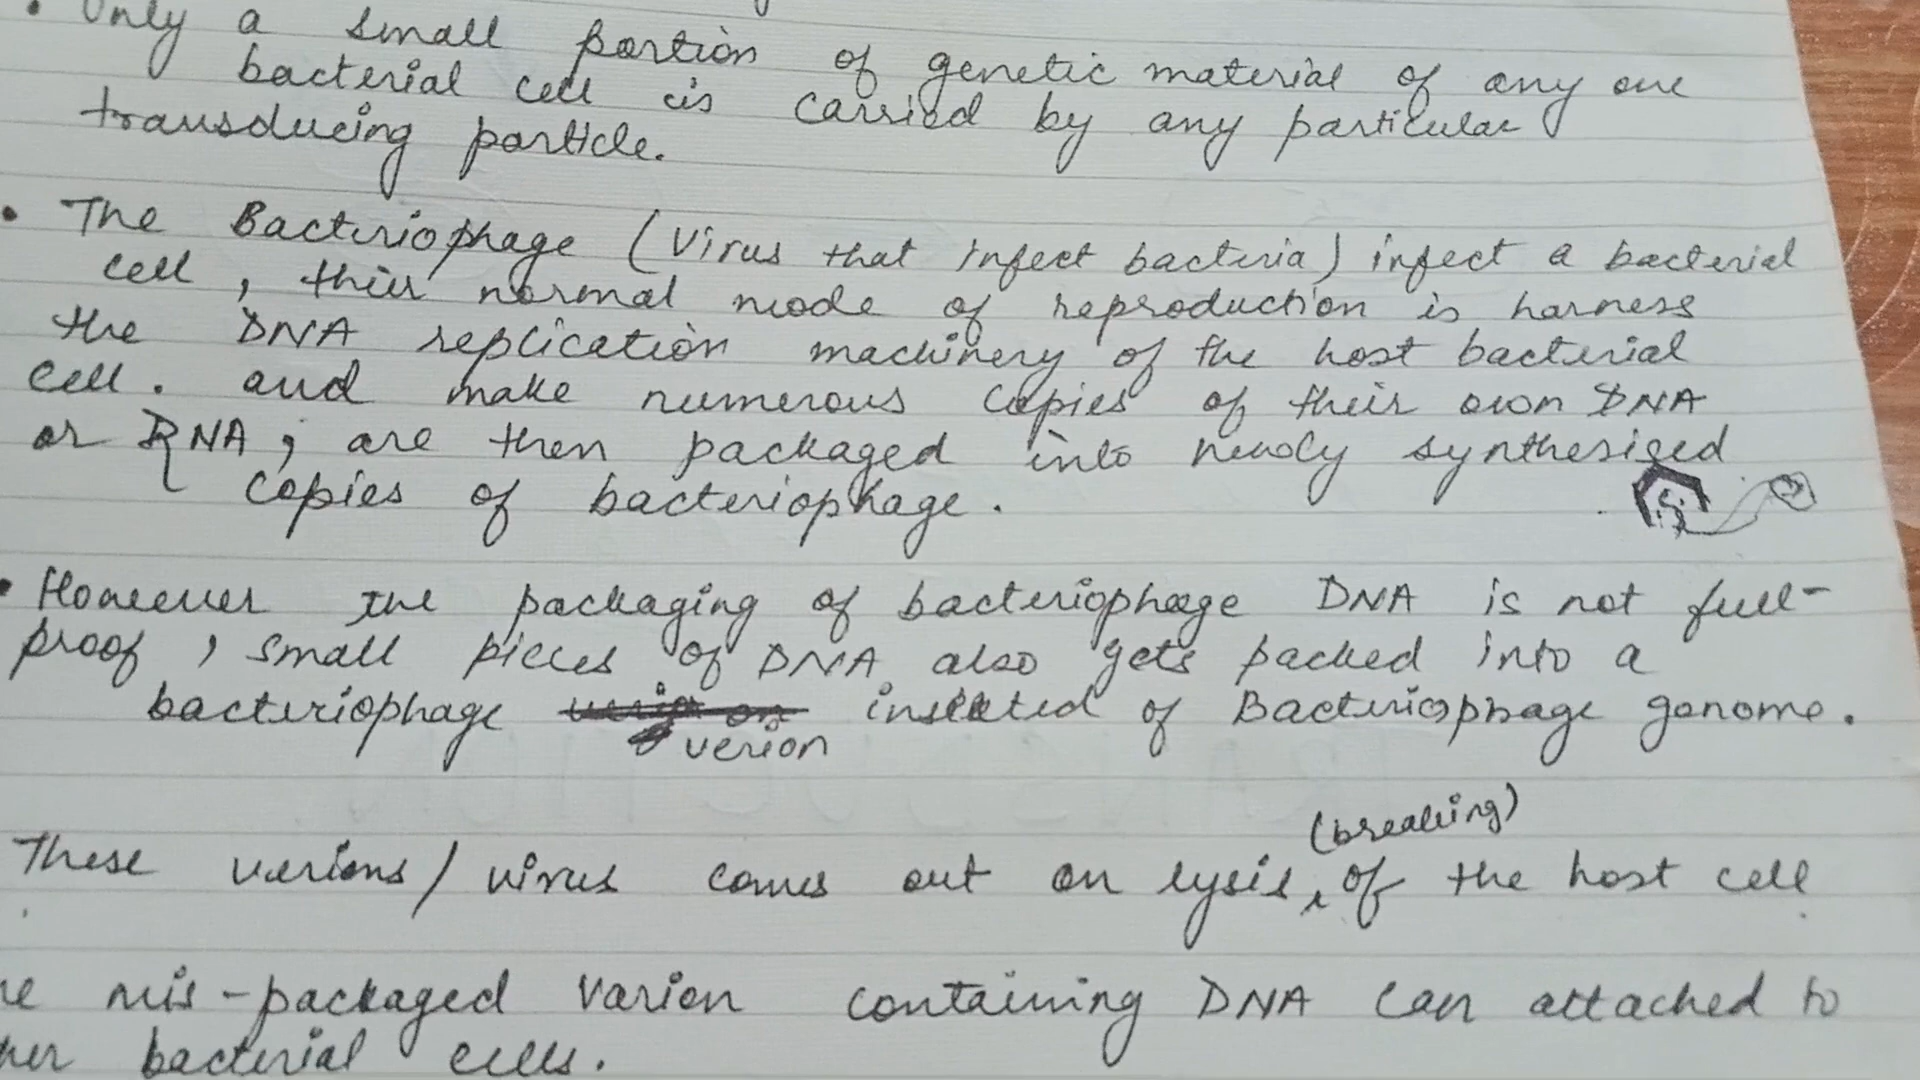 • Only a small portion of genetic material of any one
bacterial cell is carried by any particular
transducing particle.
• The Bacteriophage (Virus that infect bacteria) infect a bacterial
cell, their normal mode of reproduction is harness
the DNA replication machinery of the host bacterial
cell. and make numerous copies of their own DNA
or RNA; are then packaged into newly synthesised
copies of bacteriophage.
• However the packaging of bacteriophage DNA is not full-
proof, small pieces of DNA also gets packed into a
bacteriophage of Bacteriophage genome.
verion
(breaking)
These verions/virus comes out on lysis, of the host cell
mis-packaged varion containing DNA can attached to
bacterial cells.